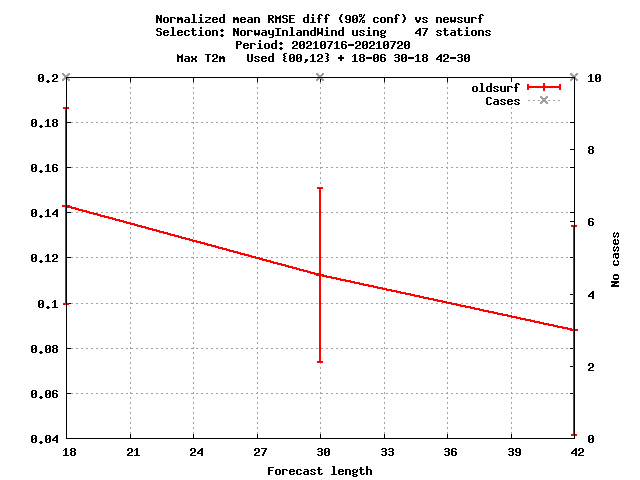 Normalized mean RMSE diff (90% conf) vs newsurf
Selection: NorwayInlandWind using    47 stations
Period: 20210716-20210720
Max T2m   Used {00,12} + 18-06 30-18 42-30
oldsurf
Cases
0.2
0.18
0.16
0.14
0.12
0.1
0.08
0.06
0.04
10
8
6
4
2
0
No cases
18 21 24 27 30 33 36 39 42
Forecast length